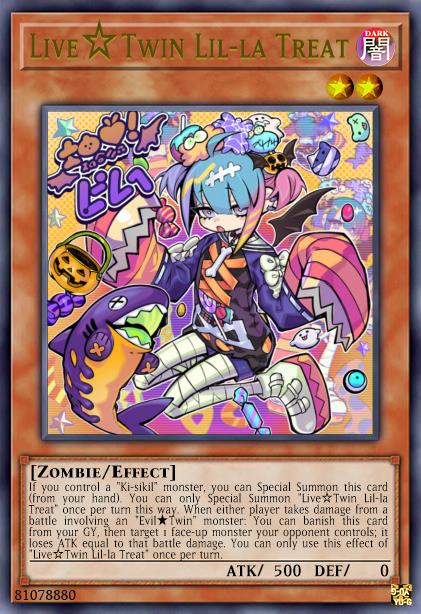 Live☆Twin Lil-la Treat
DARK
闇
[Zombie/Effect]
If you control a "Ki-sikil" monster, you can Special Summon this card
(from your hand). You can only Special Summon "Live☆Twin Lil-la
Treat" once per turn this way. When either player takes damage from a
battle involving an "Evil★Twin" monster: You can banish this card from
your GY, then target 1 face-up monster your opponent controls; it
loses ATK equal to that battle damage. You can only use this effect of
"Live☆Twin Lil-la Treat" once per turn.
ATK/ 500 DEF/ 0
81078880